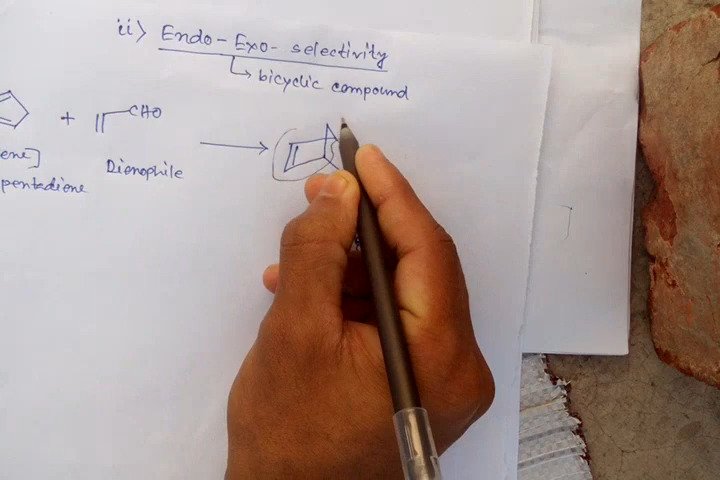 ii> Endo - Exo - selectivity
bicyclic compound
+ CHO
ene]
Dienophile
pentadiene